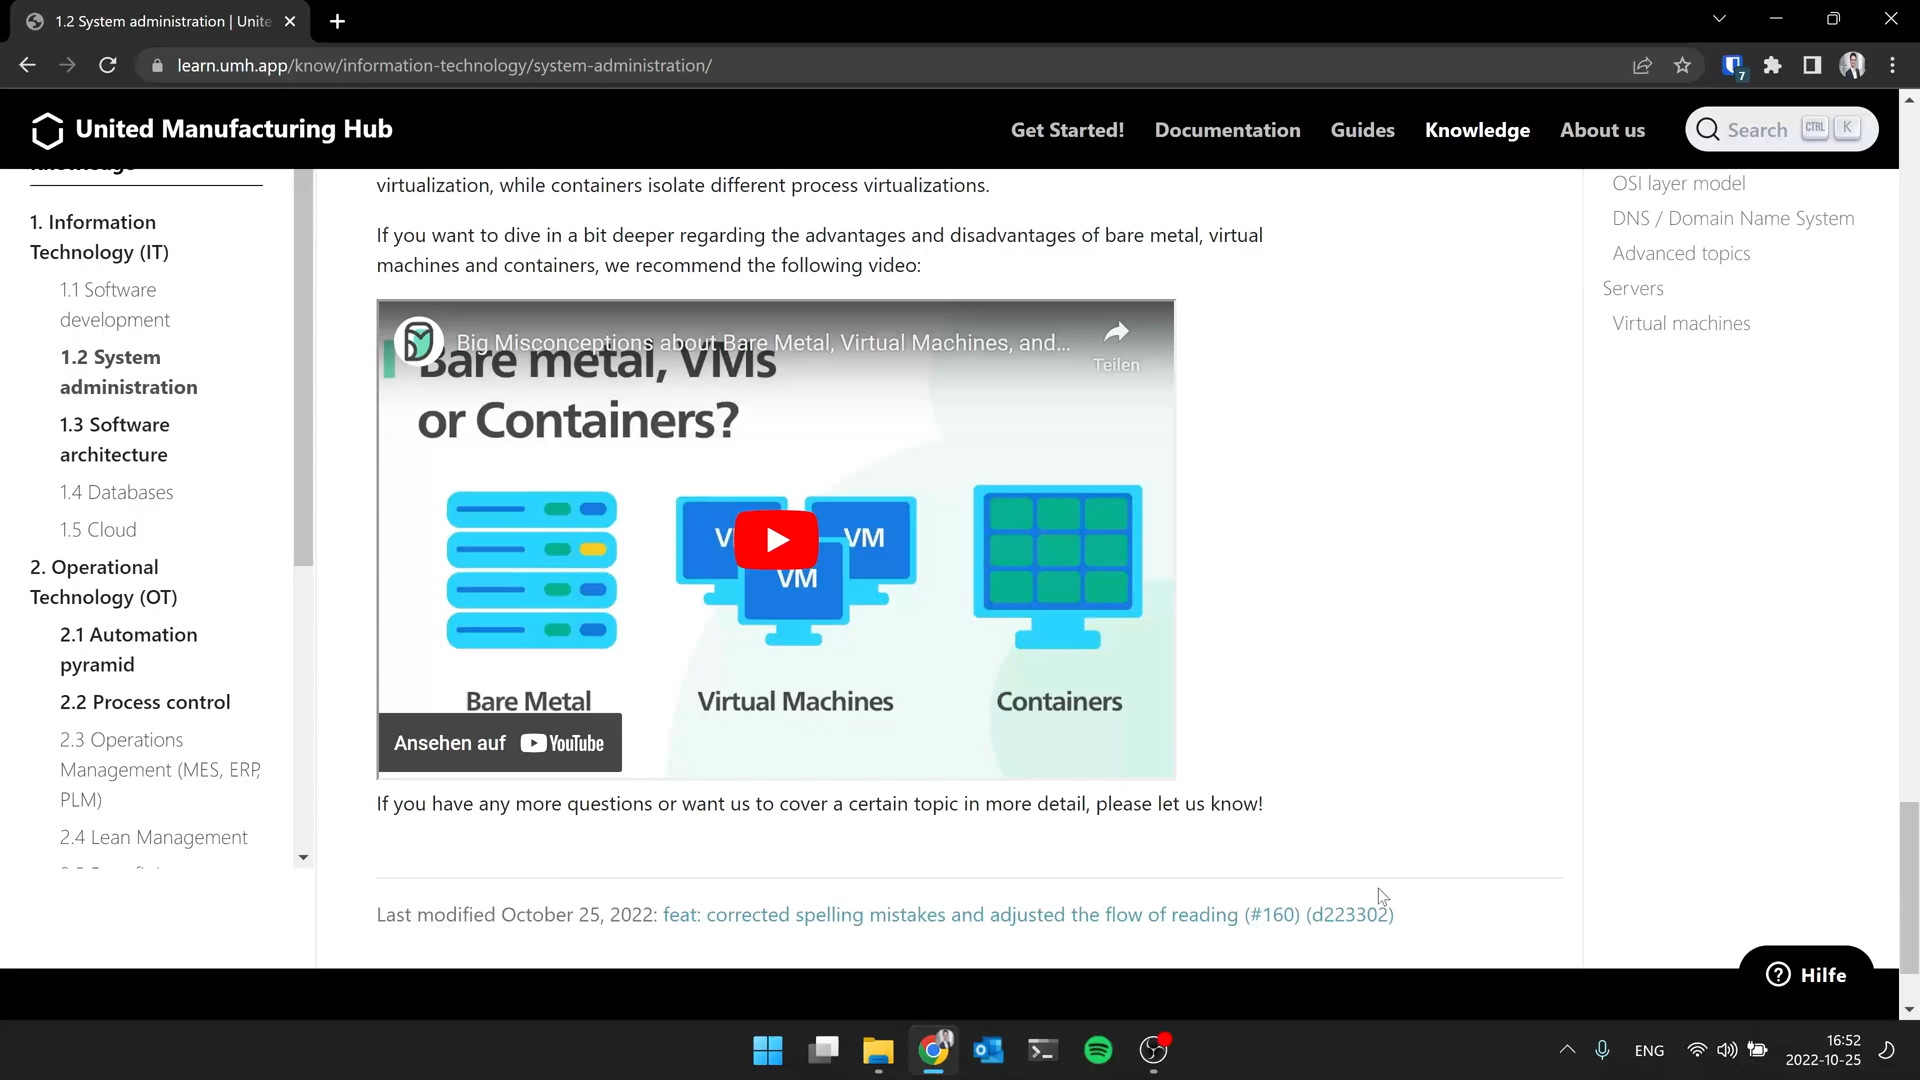 1.2 System administration | Unite
learn.umh.app/know/information-technology/system-administration/
7
United Manufacturing Hub
Get Started!
Documentation
Guides
Knowledge
About us
Search
CTRL
K
Knowledge
1. Information
Technology (IT)
1.1 Software
development
1.2 System
administration
1.3 Software
architecture
1.4 Databases
1.5 Cloud
2. Operational
Technology (OT)
2.1 Automation
pyramid
2.2 Process control
2.3 Operations
Management (MES, ERP,
PLM)
2.4 Lean Management
virtualization, while containers isolate different process virtualizations.
If you want to dive in a bit deeper regarding the advantages and disadvantages of bare metal, virtual
machines and containers, we recommend the following video:
Big Misconceptions about Bare Metal, Virtual Machines, and...
Teilen
Bare metal, VMs
or Containers?
VM
VM
Bare Metal
Virtual Machines
Containers
Ansehen auf YouTube
If you have any more questions or want us to cover a certain topic in more detail, please let us know!
Last modified October 25, 2022: feat: corrected spelling mistakes and adjusted the flow of reading (#160) (d223302)
OSI layer model
DNS / Domain Name System
Advanced topics
Servers
Virtual machines
Hilfe
ENG
16:52
2022-10-25